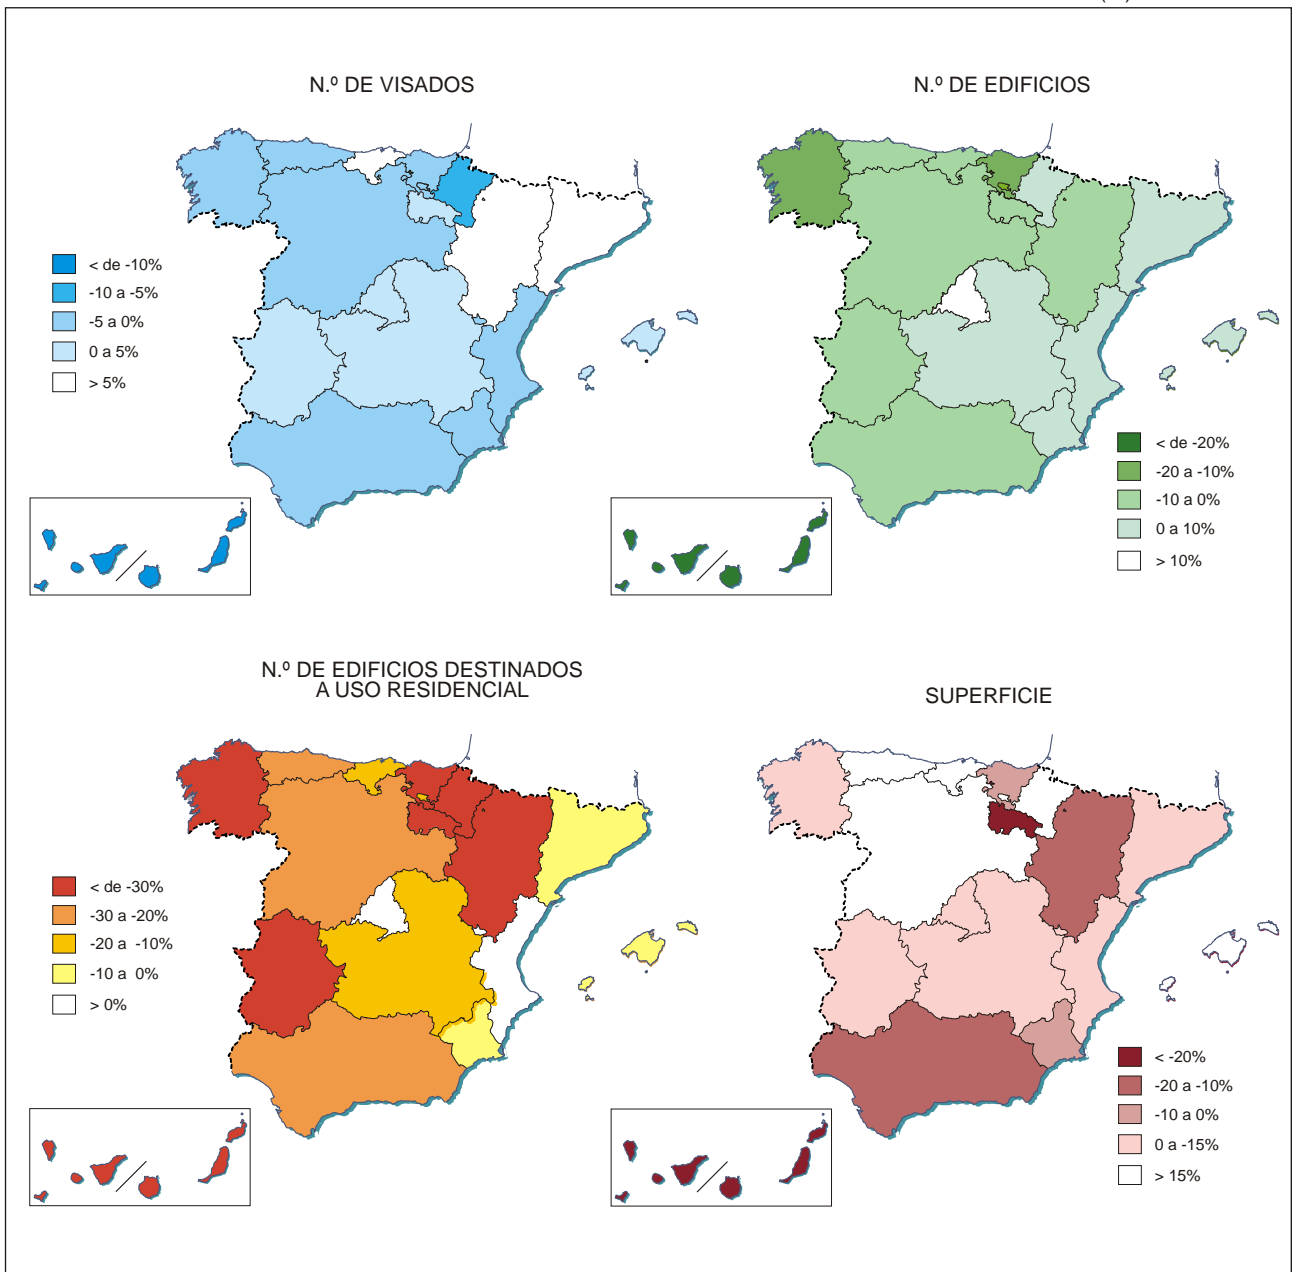 N.º DE VISADOS
< de -10%
-10 a -5%
-5 a 0%
0 a 5%
> 5%
N.º DE EDIFICIOS
< de -20%
-20 a -10%
-10 a 0%
0 a 10%
> 10%
N.º DE EDIFICIOS DESTINADOS
A USO RESIDENCIAL
< de -30%
-30 a -20%
-20 a -10%
-10 a 0%
> 0%
SUPERFICIE
< -20%
-20 a -10%
-10 a 0%
0 a -15%
> 15%